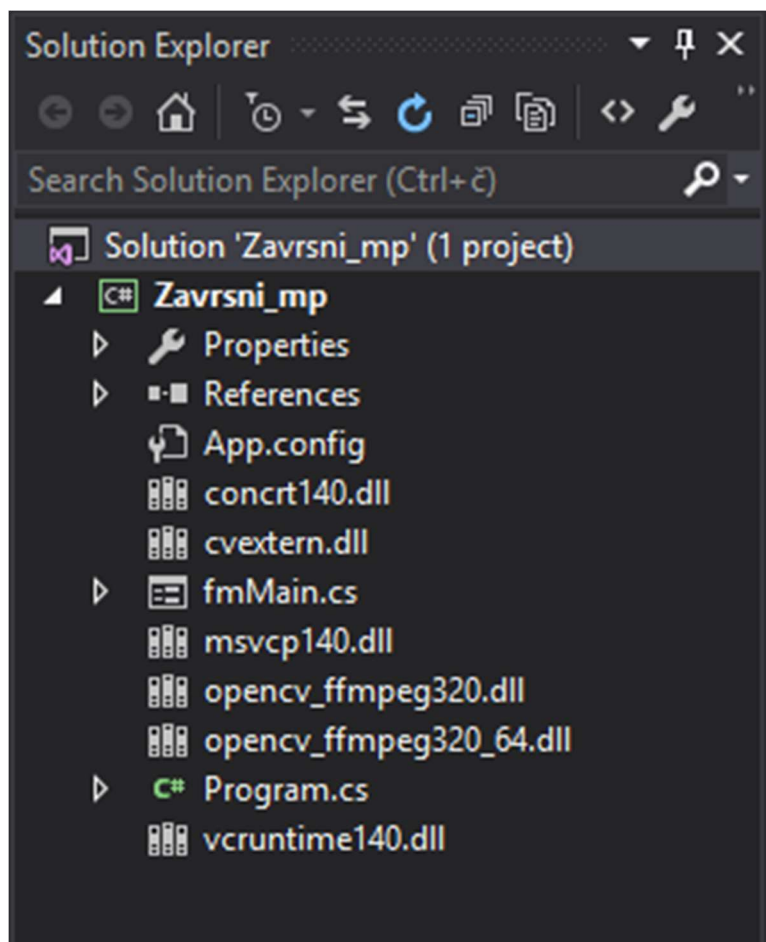 Solution Explorer
Search Solution Explorer (Ctrl+č)
Solution 'Zavrsni_mp' (1 project)
C# Zavrsni_mp
Properties
References
App.config
concrt140.dll
cvextern.dll
fmMain.cs
msvcp140.dll
opencv_ffmpeg320.dll
opencv_ffmpeg320_64.dll
C# Program.cs
vcruntime140.dll